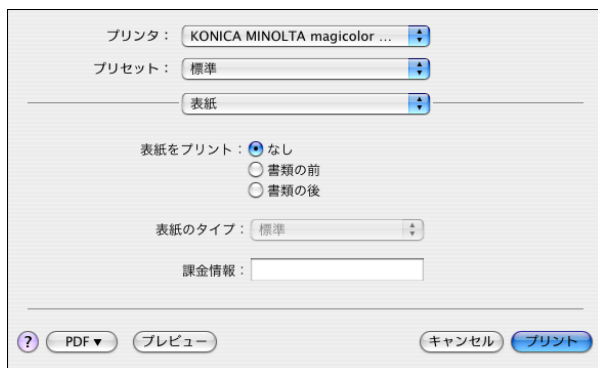 プリンタ： KONICA MINOLTA magicolor ...
プリセット： 標準
表紙
表紙をプリント： なし
書類の前
書類の後
表紙のタイプ： 標準
課金情報：
? PDF▼ プレビュー キャンセル プリント